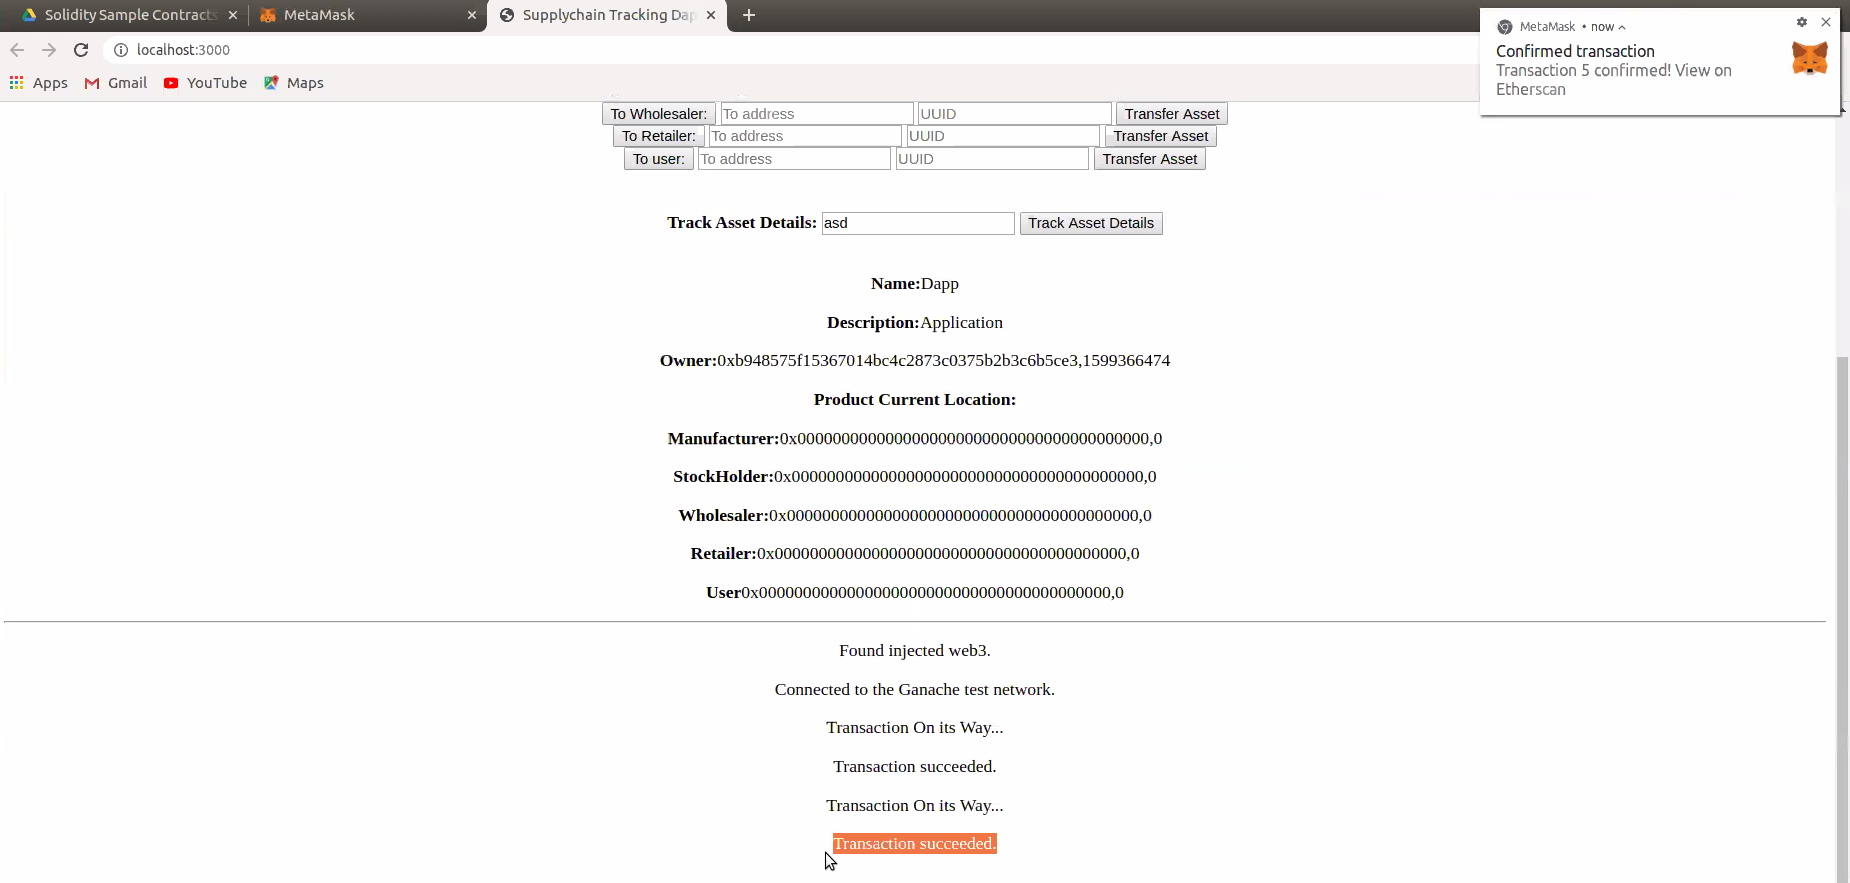 Solidity Sample Contracts
MetaMask
Supplychain Tracking Dap
localhost:3000
Apps
Gmail
YouTube
Maps
MetaMask • now
Confirmed transaction
Transaction 5 confirmed! View on
Etherscan
To Wholesaler: To address UUID Transfer Asset
To Retailer: To address UUID Transfer Asset
To user: To address UUID Transfer Asset
Track Asset Details: asd Track Asset Details
Name:Dapp
Description:Application
Owner:0xb948575f15367014bc4c2873c0375b2b3c6b5ce3,1599366474
Product Current Location:
Manufacturer:0x0000000000000000000000000000000000000000,0
StockHolder:0x0000000000000000000000000000000000000000,0
Wholesaler:0x0000000000000000000000000000000000000000,0
Retailer:0x0000000000000000000000000000000000000000,0
User0x0000000000000000000000000000000000000000,0
Found injected web3.
Connected to the Ganache test network.
Transaction On its Way...
Transaction succeeded.
Transaction On its Way...
Transaction succeeded.